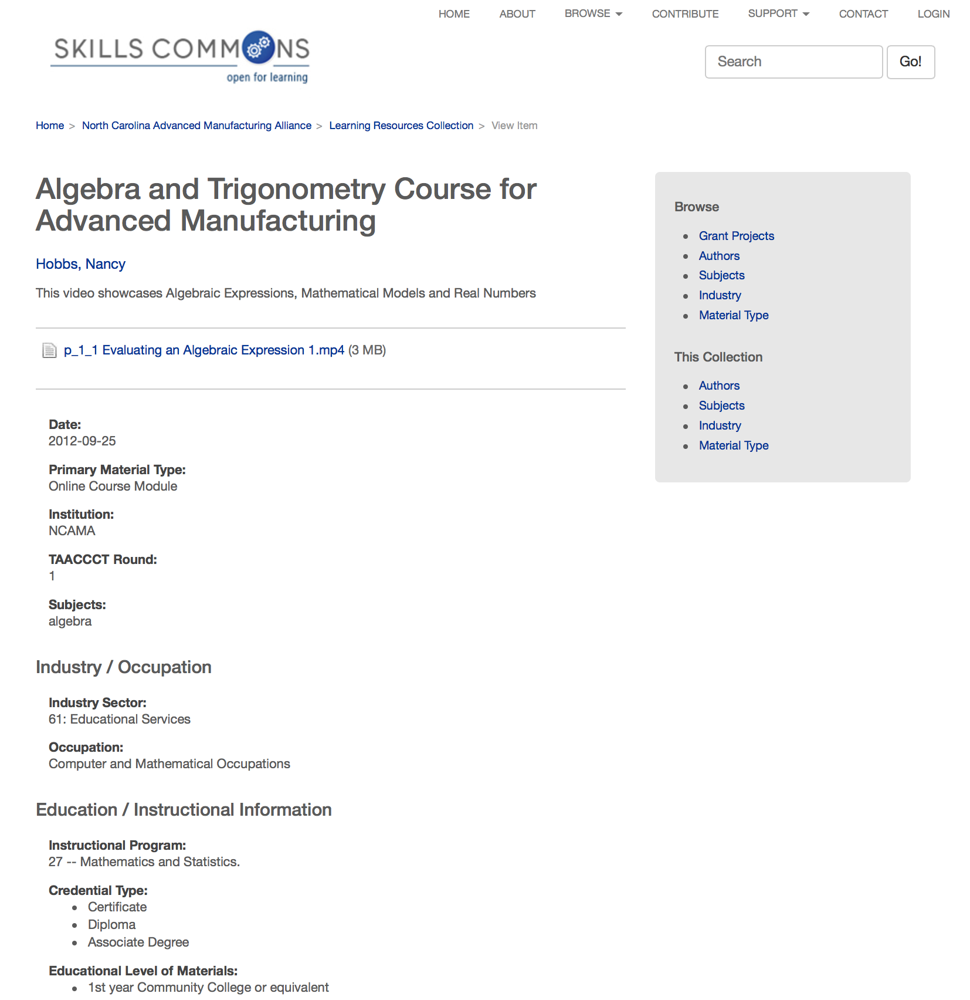 HOME ABOUT BROWSE CONTRIBUTE SUPPORT CONTACT LOGIN
SKILLS COMMONS
open for learning
Search Go!
Home > North Carolina Advanced Manufacturing Alliance > Learning Resources Collection > View Item
Algebra and Trigonometry Course for
Advanced Manufacturing
Hobbs, Nancy
This video showcases Algebraic Expressions, Mathematical Models and Real Numbers
p_1_1 Evaluating an Algebraic Expression 1.mp4 (3 MB)
Date:
2012-09-25
Primary Material Type:
Online Course Module
Institution:
NCAMA
TAACCCT Round:
1
Subjects:
algebra
Industry / Occupation
Industry Sector:
61: Educational Services
Occupation:
Computer and Mathematical Occupations
Education / Instructional Information
Instructional Program:
27 -- Mathematics and Statistics.
Credential Type:
• Certificate
• Diploma
• Associate Degree
Educational Level of Materials:
• 1st year Community College or equivalent
Browse
• Grant Projects
• Authors
• Subjects
• Industry
• Material Type
This Collection
• Authors
• Subjects
• Industry
• Material Type